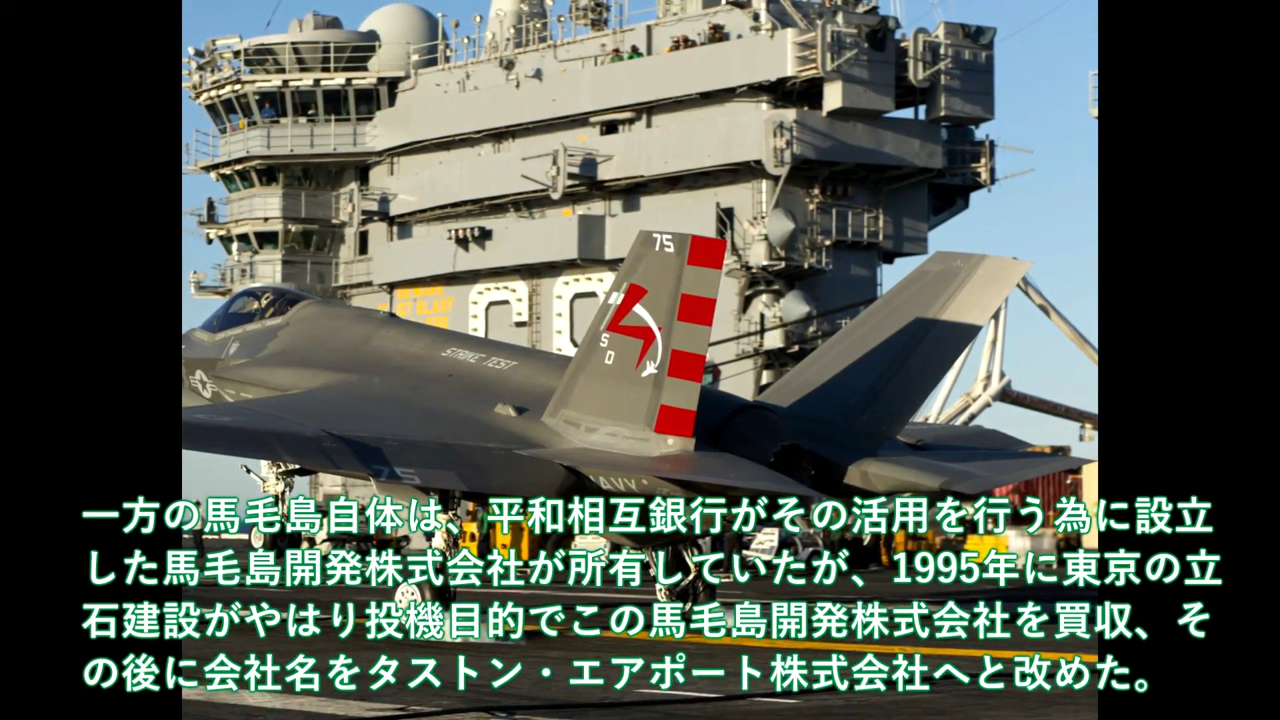 75
SD
STRIKE TEST
75
NAVY
一方の馬毛島自体は、平和相互銀行がその活用を行う為に設立
した馬毛島開発株式会社が所有していたが、1995年に東京の立
石建設がやはり投機目的でこの馬毛島開発株式会社を買収、そ
の後に会社名をタストン・エアポート株式会社へと改めた。